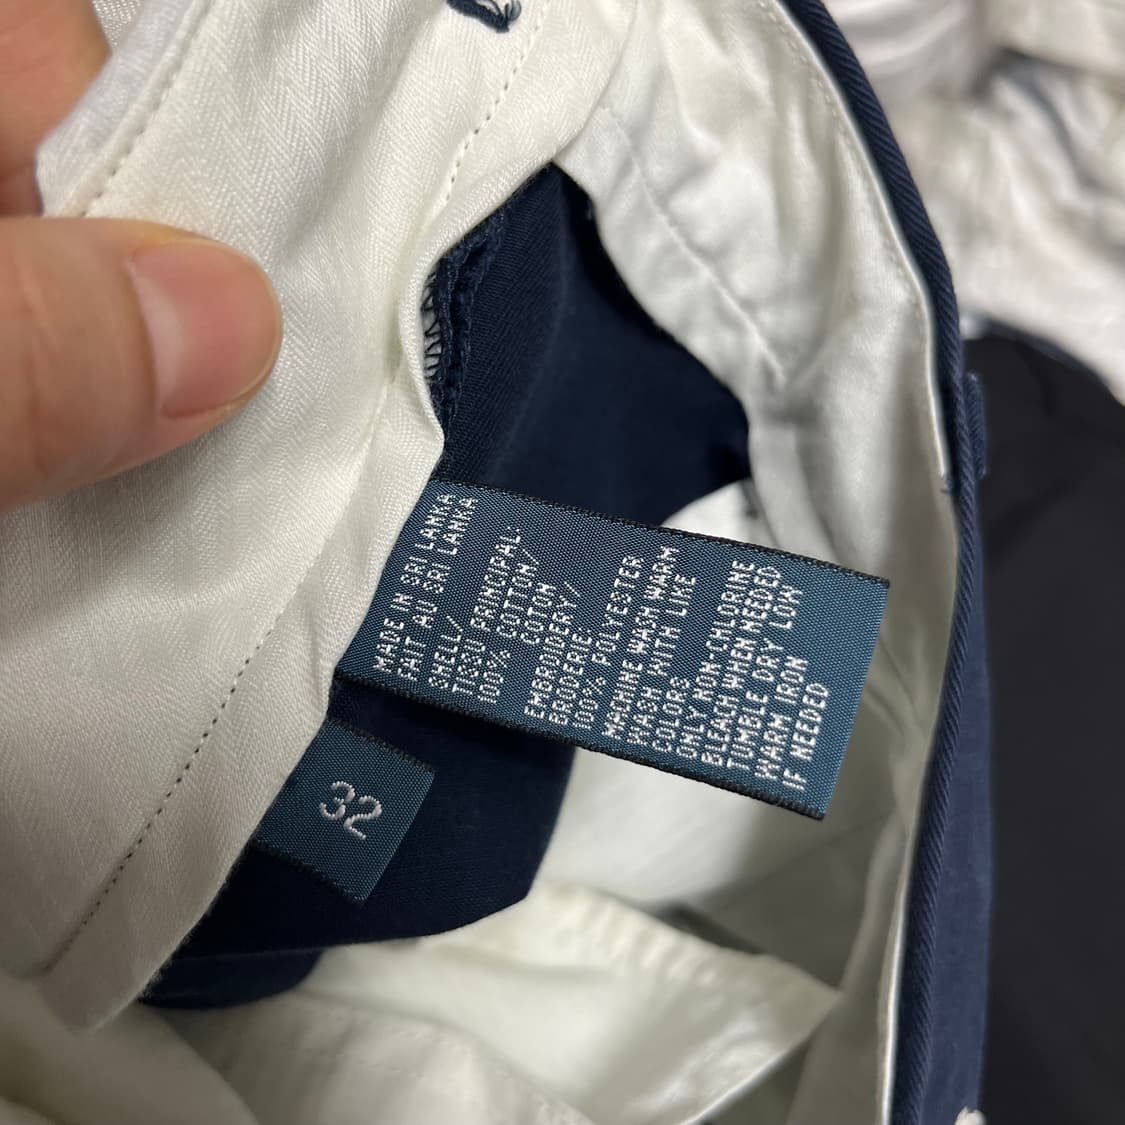 MADE IN SRI LANKA
FAIT AU SRI LANKA
SHELL/
TISSU PRINCIPAL:
100% COTTON/
COTON
EMBROIDERY/
BRODERIE
100% POLYESTER
MACHINE WASH WARM
WASH WITH LIKE
COLORS
ONLY NON CHLORINE
BLEACH WHEN NEEDED
TUMBLE DRY LOW
WARM IRON
IF NEEDED
32